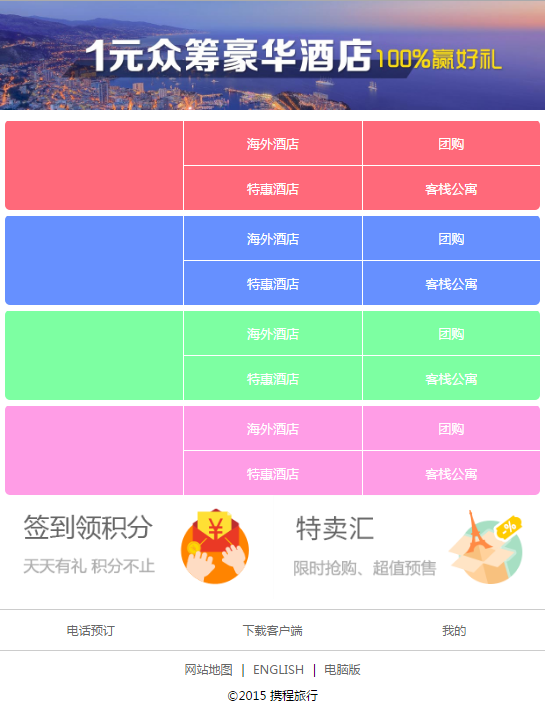 1元众筹豪华酒店100%赢好礼
海外酒店 团购
特惠酒店 客栈公寓
海外酒店 团购
特惠酒店 客栈公寓
海外酒店 团购
特惠酒店 客栈公寓
海外酒店 团购
特惠酒店 客栈公寓
签到领积分 特卖汇
天天有礼 积分不止 限时抢购、超值预售
电话预订 下载客户端 我的
网站地图 | ENGLISH | 电脑版
©2015 携程旅行